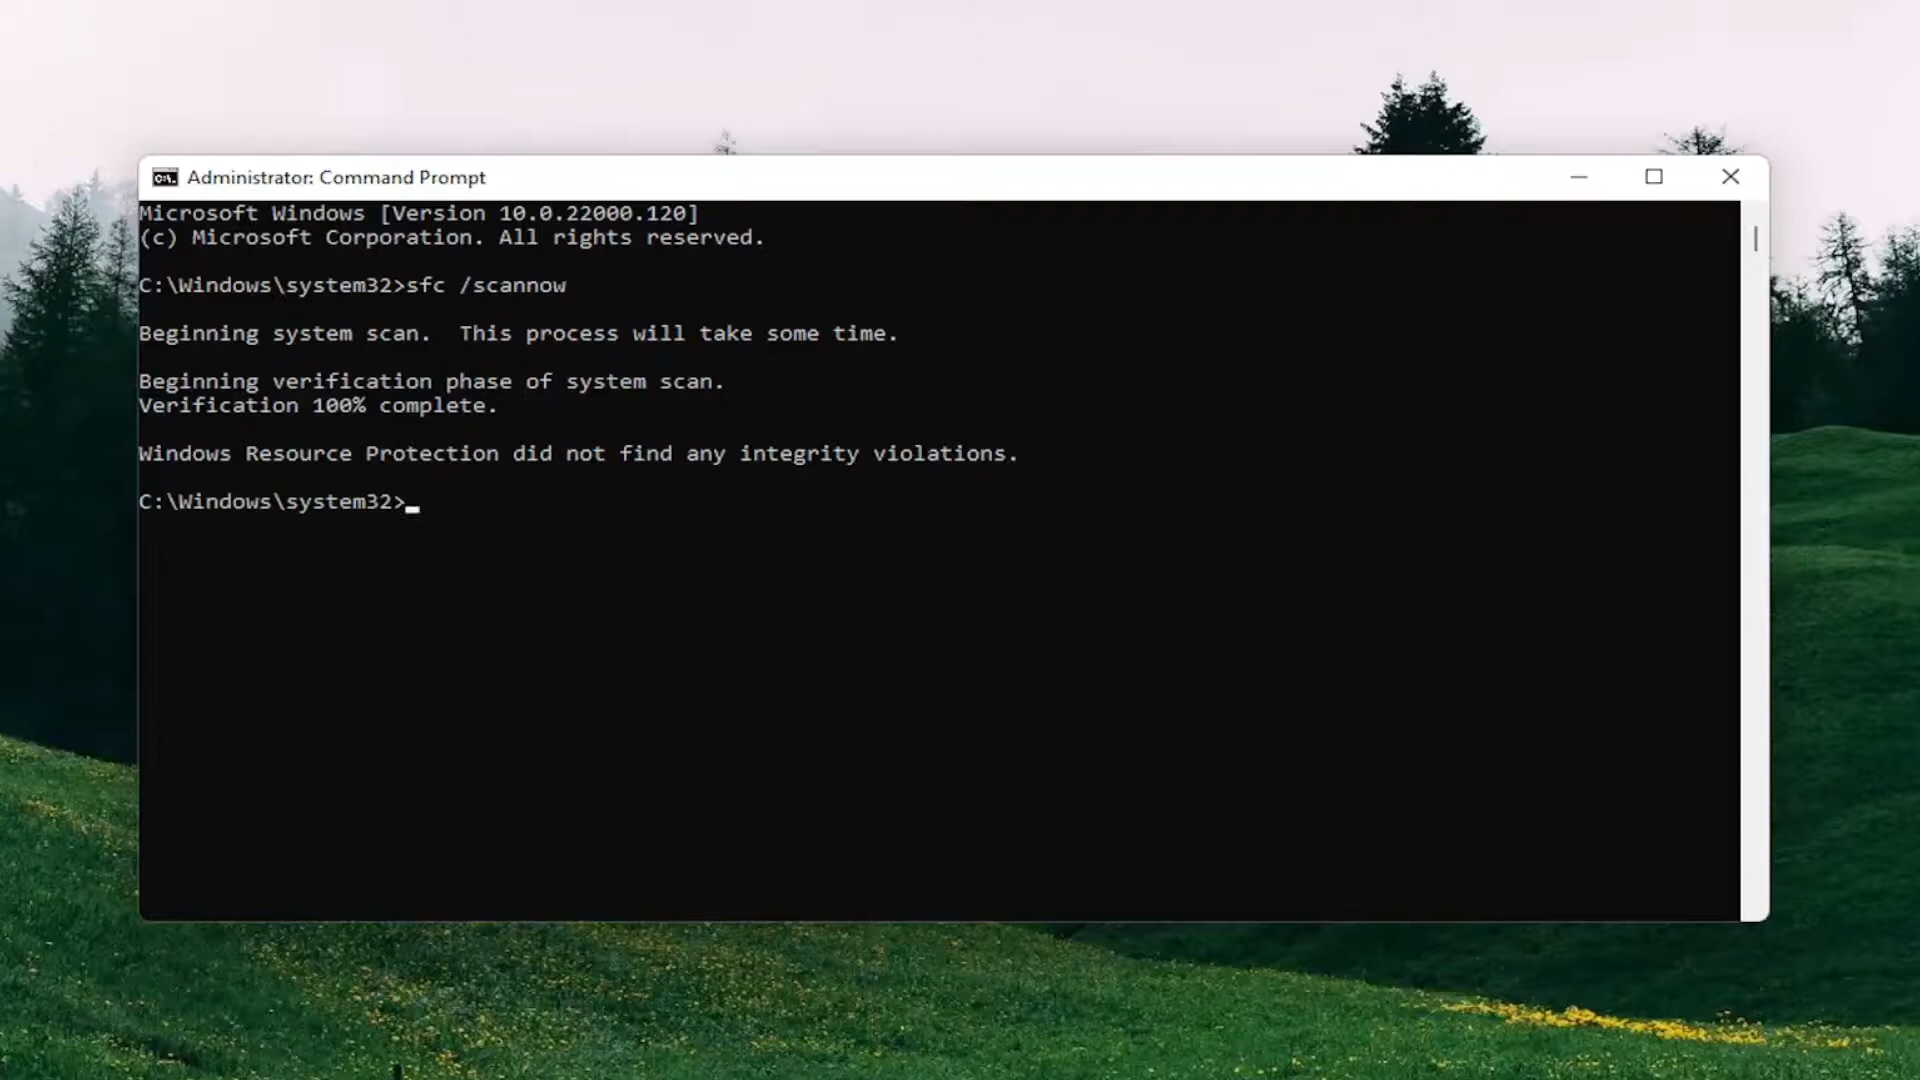 Administrator: Command Prompt
Microsoft Windows [Version 10.0.22000.120]
(c) Microsoft Corporation. All rights reserved.
C:\Windows\system32>sfc /scannow
Beginning system scan.  This process will take some time.
Beginning verification phase of system scan.
Verification 100% complete.
Windows Resource Protection did not find any integrity violations.
C:\Windows\system32>